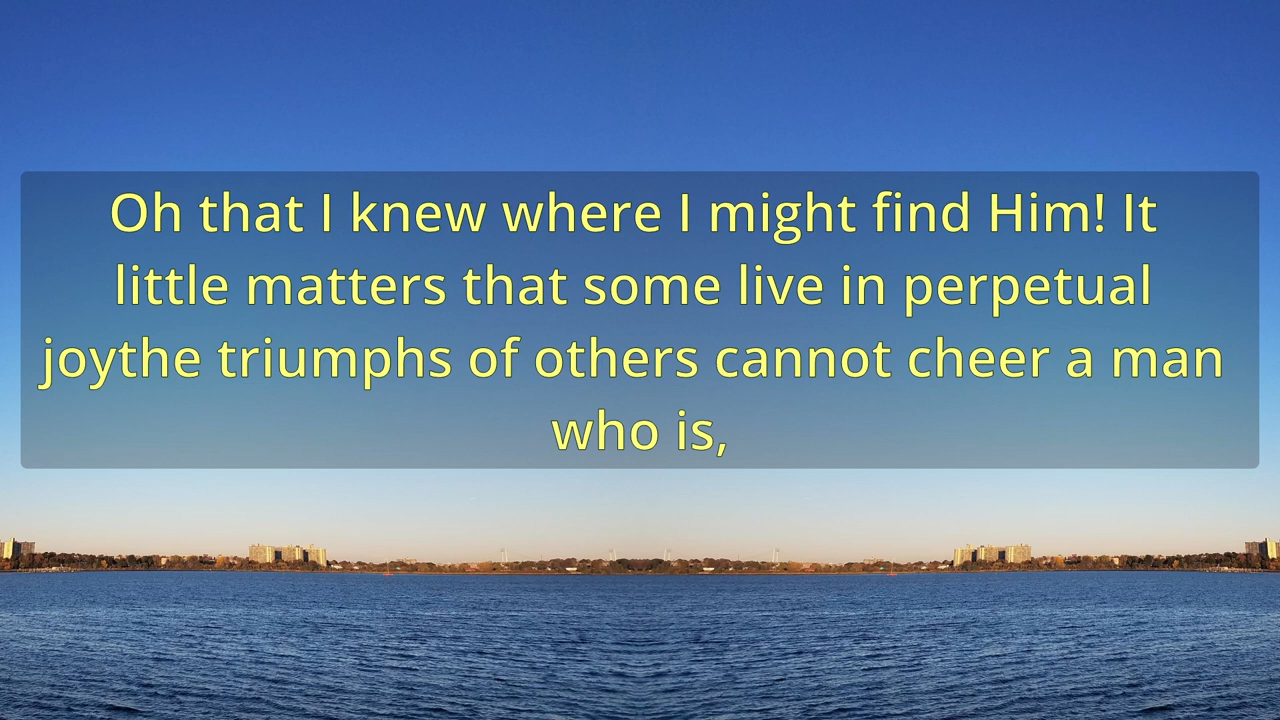 Oh that I knew where I might find Him! It
little matters that some live in perpetual
joythe triumphs of others cannot cheer a man
who is,